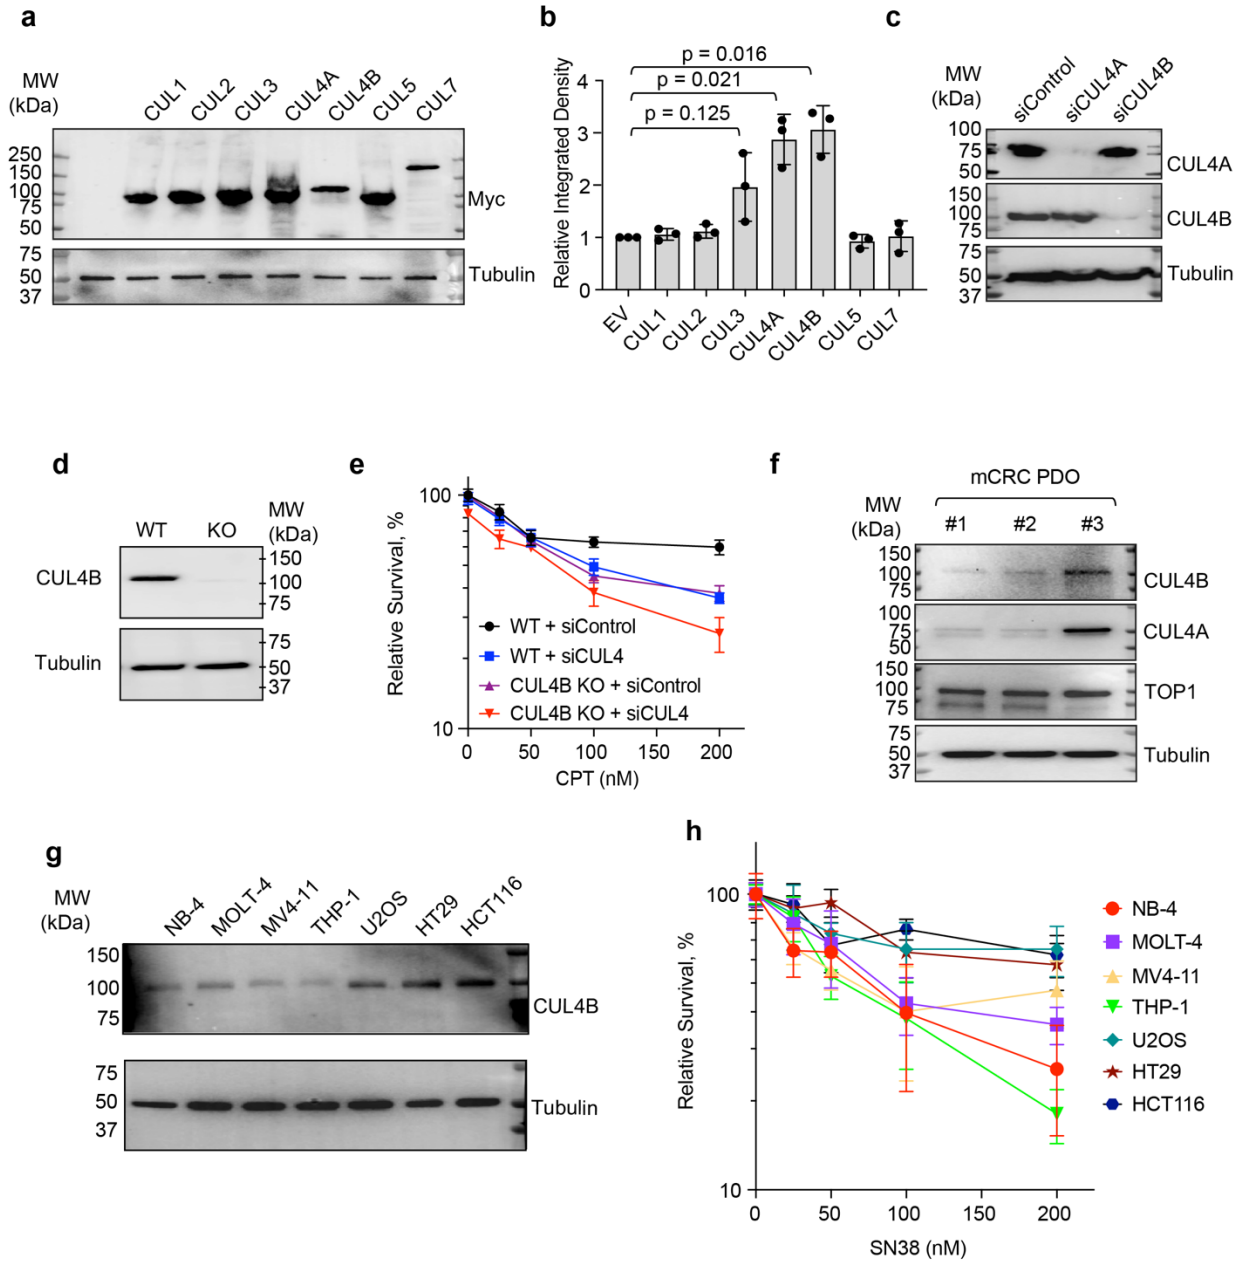 a
MW
(kDa)
CUL1
CUL2
CUL3
CUL4A
CUL4B
CUL5
CUL7
250
150
100
75
50
Myc
75
50
37
Tubulin
b
p = 0.016
p = 0.021
p = 0.125
Relative Integrated Density
4
3
2
1
0
EV
CUL1
CUL2
CUL3
CUL4A
CUL4B
CUL5
CUL7
c
MW
(kDa)
siControl
siCUL4A
siCUL4B
100
75
50
CUL4A
150
100
75
CUL4B
75
50
37
Tubulin
d
WT
KO
MW
(kDa)
CUL4B
150
100
75
Tubulin
75
50
37
e
Relative Survival, %
100
10
WT + siControl
WT + siCUL4
CUL4B KO + siControl
CUL4B KO + siCUL4
0
50
100
150
200
CPT (nM)
f
mCRC PDO
MW
(kDa)
#1
#2
#3
150
100
75
CUL4B
100
75
50
CUL4A
150
100
75
TOP1
75
50
37
Tubulin
g
MW
(kDa)
NB-4
MOLT-4
MV4-11
THP-1
U2OS
HT29
HCT116
150
100
75
CUL4B
75
50
37
Tubulin
h
Relative Survival, %
100
10
0
50
100
150
200
SN38 (nM)
NB-4
MOLT-4
MV4-11
THP-1
U2OS
HT29
HCT116